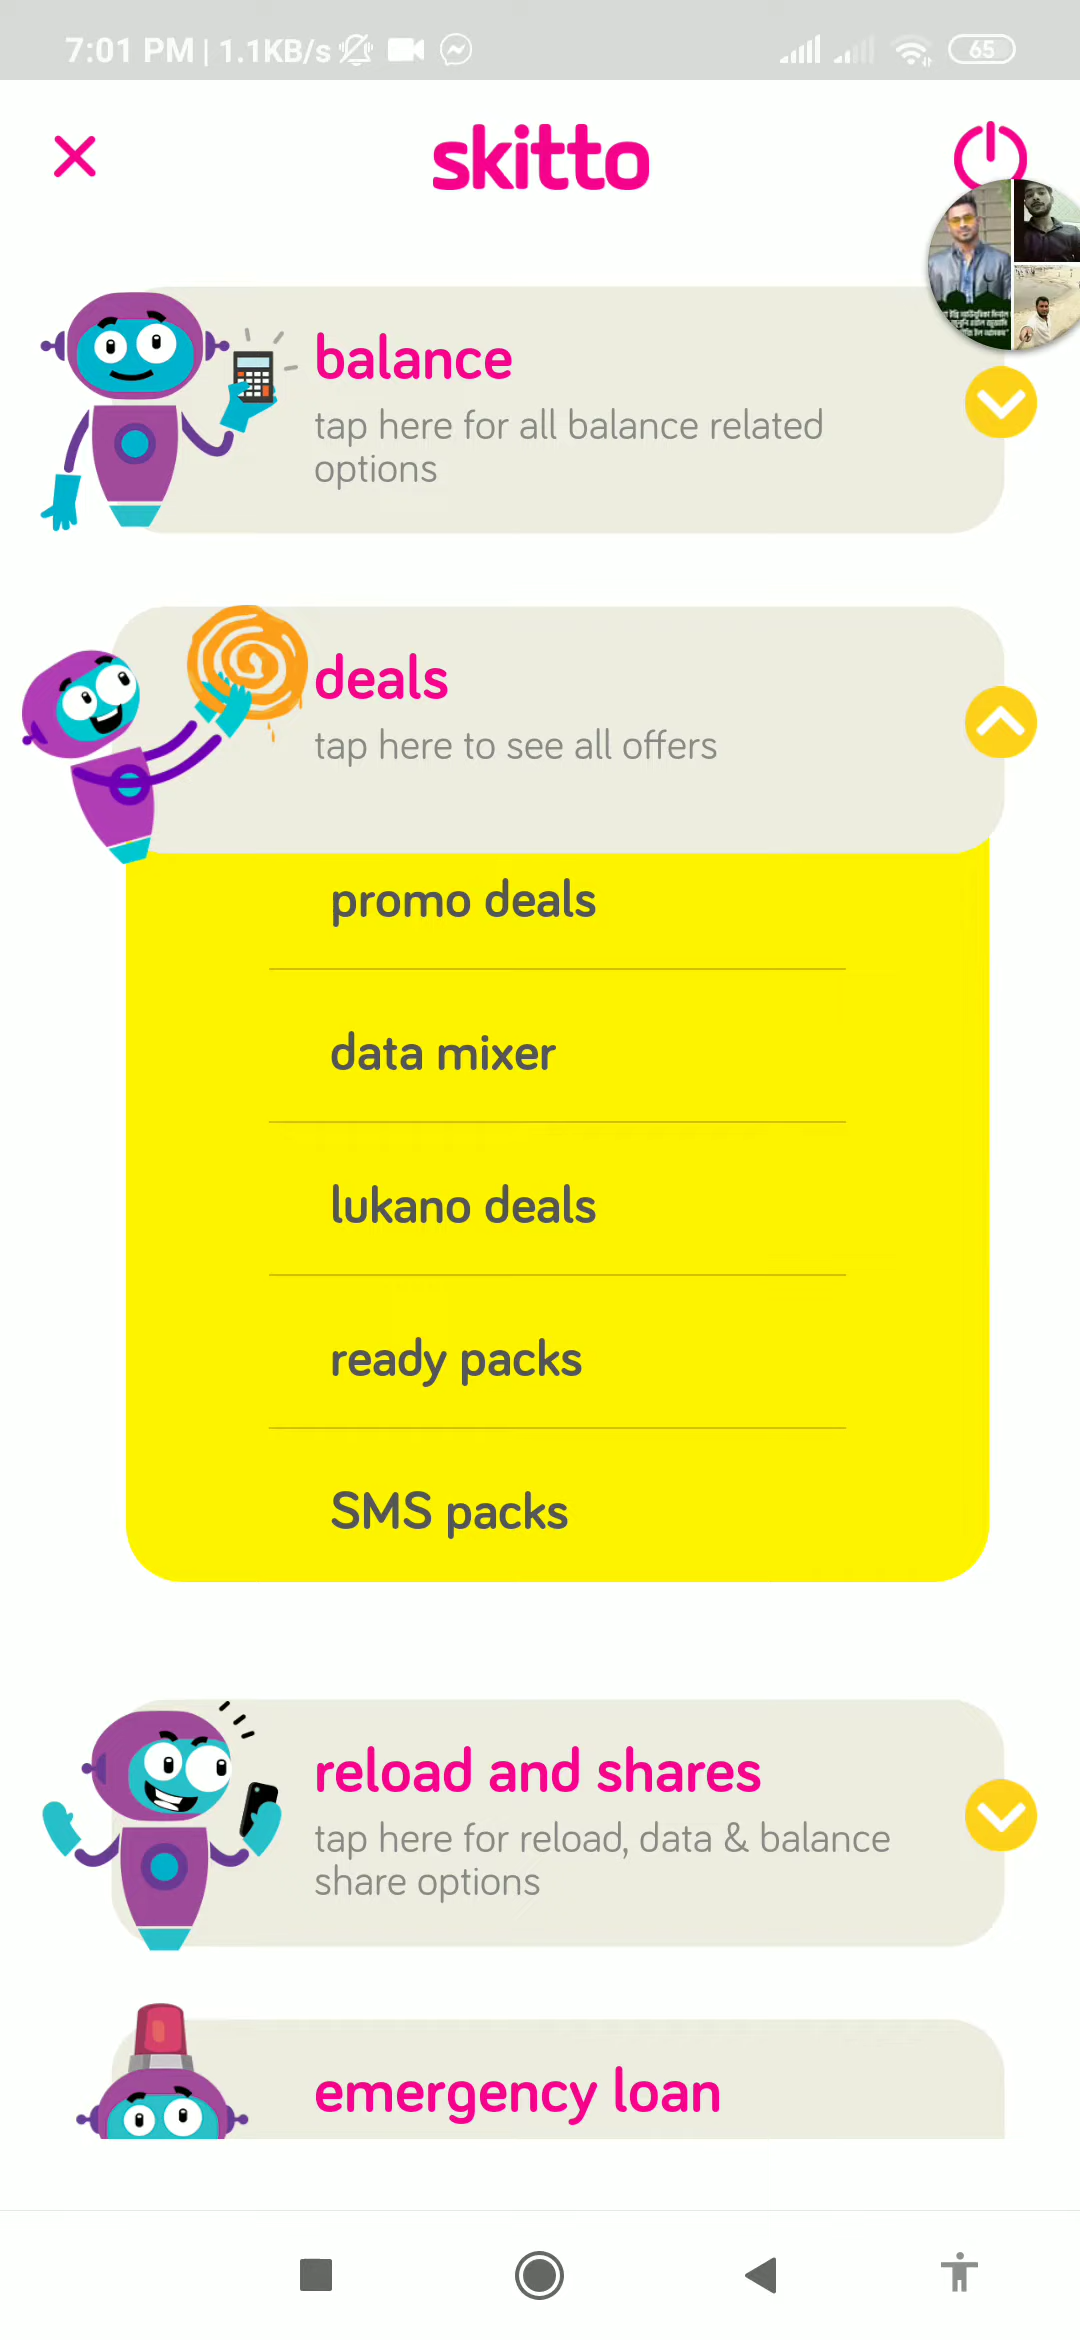 7:01 PM | 1.1KB/s
65
skitto
balance
tap here for all balance related
options
deals
tap here to see all offers
promo deals
data mixer
lukano deals
ready packs
SMS packs
reload and shares
tap here for reload, data & balance
share options
emergency loan